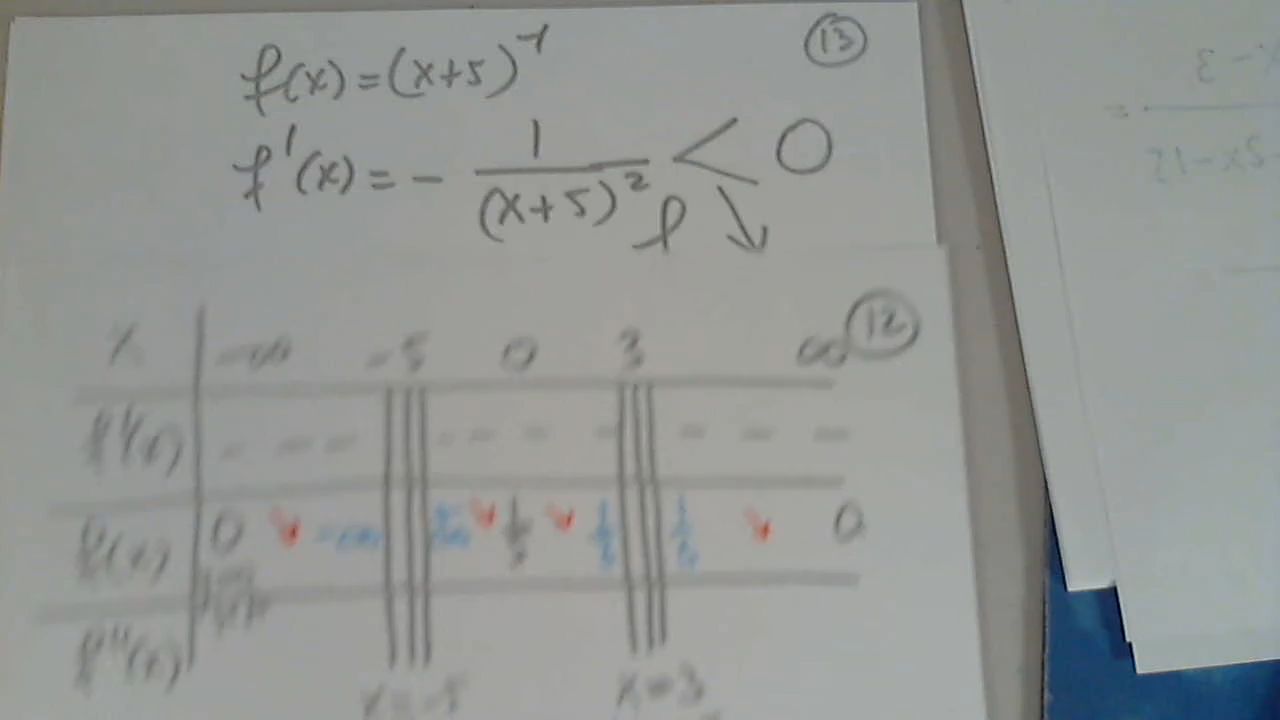 ⑬
f(x)=(x+5)^-1
f'(x)=-1/(x+5)^2 < 0
f ↘
⑫
x -∞ -5 0 3 ∞
f'(x) - - - - - - - - - -
f(x) 0 ↘ -∞ ↘ ↘ ↘ 0
f''(x)
x=-5 x=3